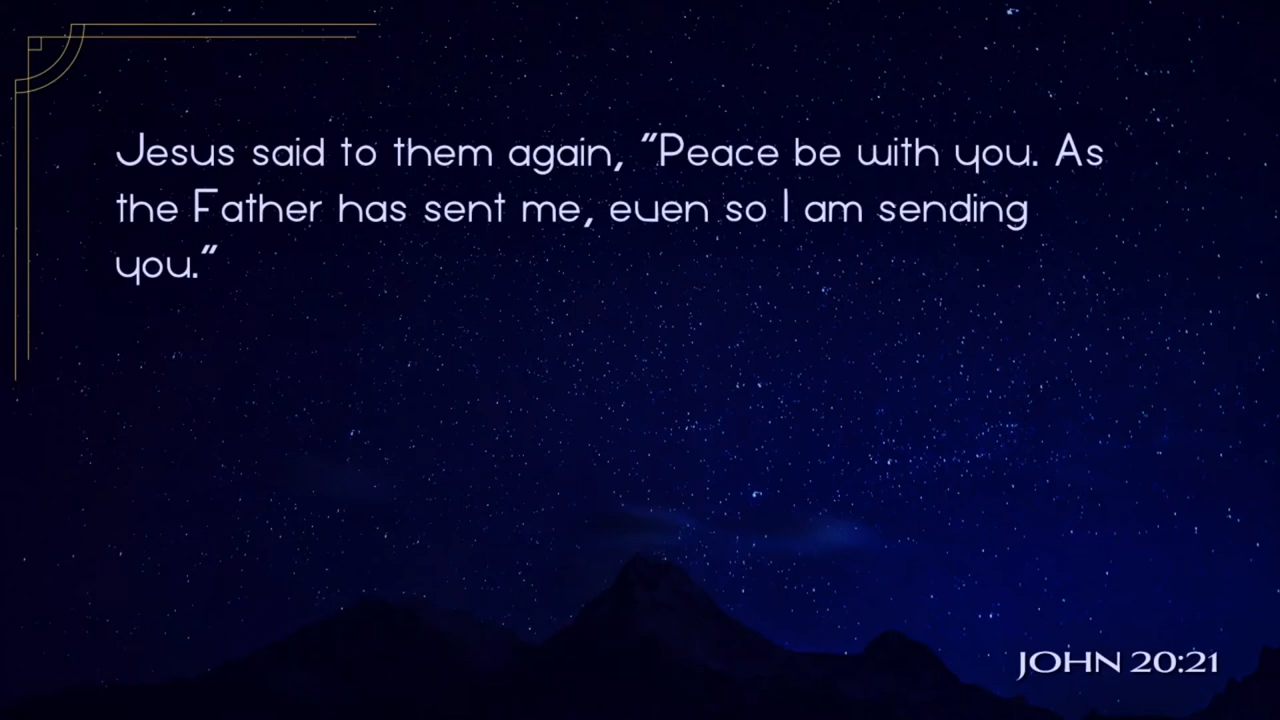 Jesus said to them again, “Peace be with you. As
the Father has sent me, even so I am sending
you.”
JOHN 20:21